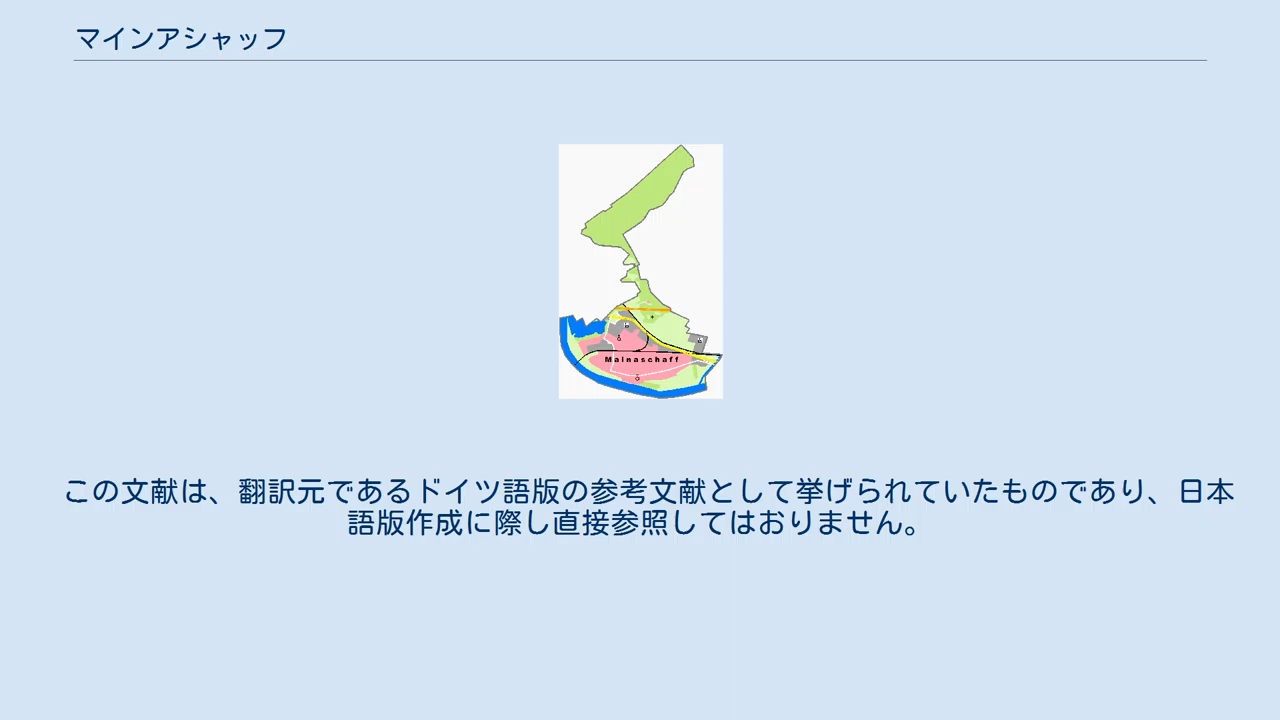 マインアシャッフ
Mainaschaff
この文献は、翻訳元であるドイツ語版の参考文献として挙げられていたものであり、日本
語版作成に際し直接参照してはおりません。